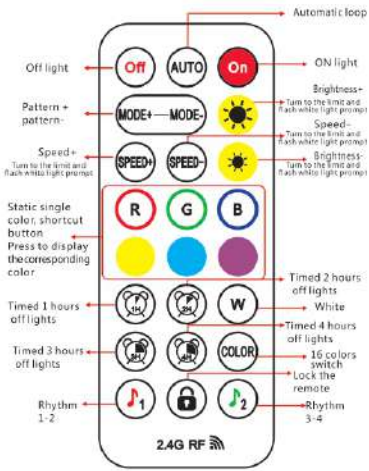 Automatic loop
Off light
Off
AUTO
On
ON light
Pattern +
pattern-
MODE+
MODE-
Brightness+
Turn to the limit and
flash white light prompt
Speed-
Turn to the limit and
flash white light prompt
Speed+
Turn to the limit and
flash white light prompt
SPEED+
SPEED-
Brightness-
Turn to the limit and
flash white light prompt
Static single
color, shortcut
button
Press to display
the corresponding
color
R
G
B
Timed 2 hours
off lights
Timed 1 hours
off lights
1H
2H
W
White
Timed 4 hours
off lights
Timed 3 hours
off lights
3H
4H
COLOR
16 colors
switch
Lock the
remote
Rhythm
1-2
1
2
Rhythm
3-4
2.4G RF